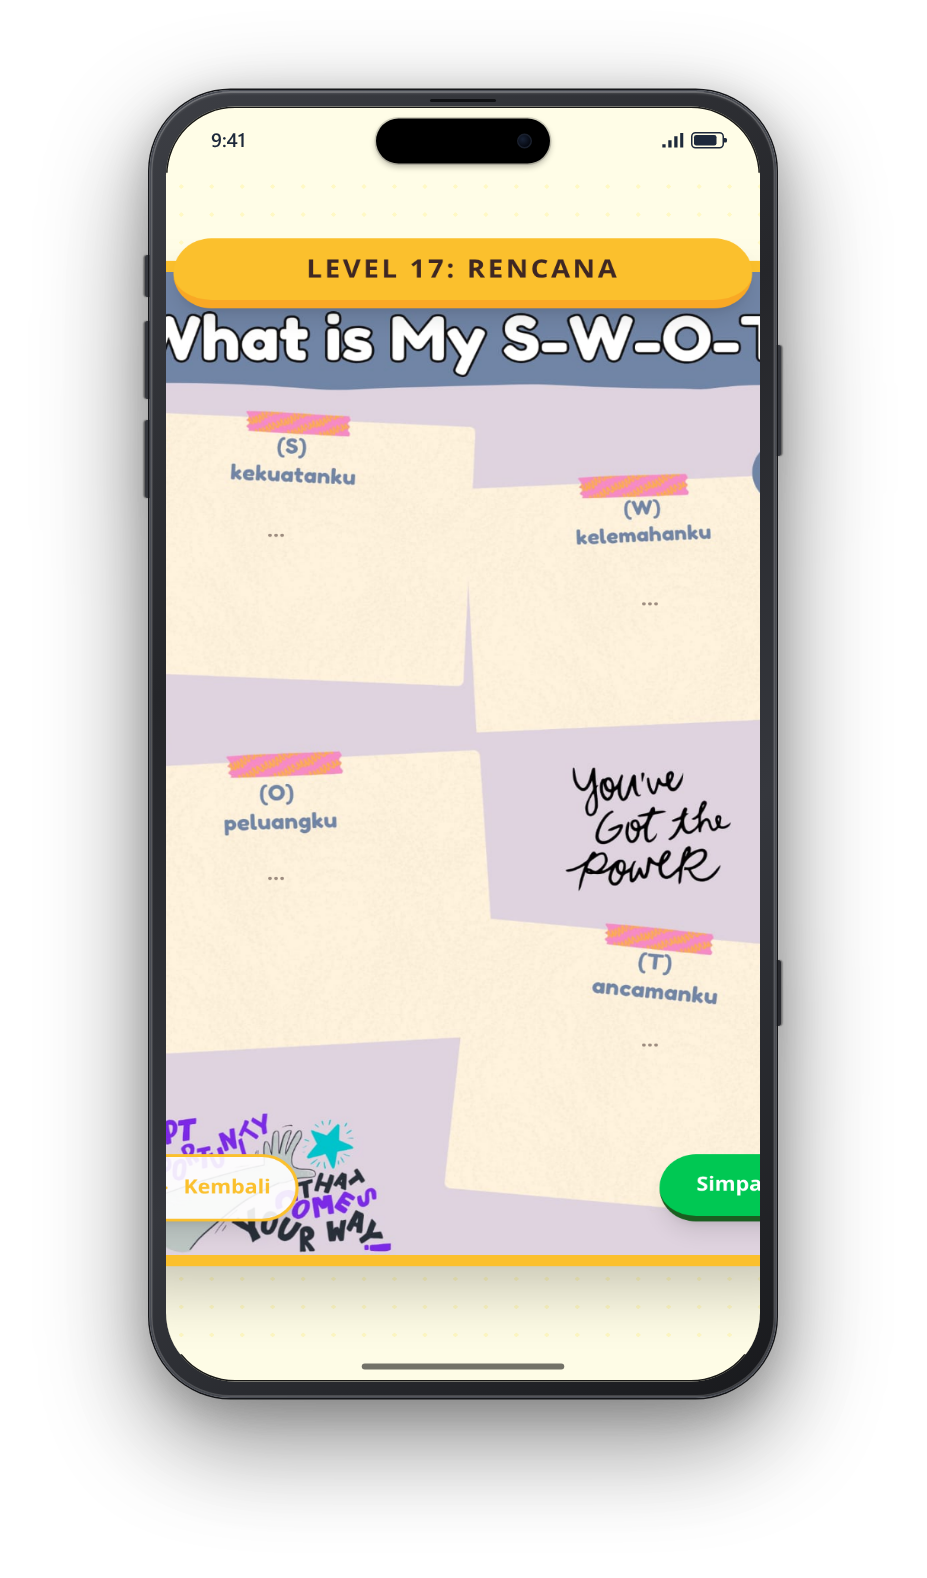 9:41
LEVEL 17: RENCANA
What is My S-W-O-T
(S)
kekuatanku
...
(W)
kelemahanku
...
(O)
peluangku
...
You've
Got the
Power
(T)
ancamanku
...
THAT
COMES
YOUR WAY!
Kembali
Simpa